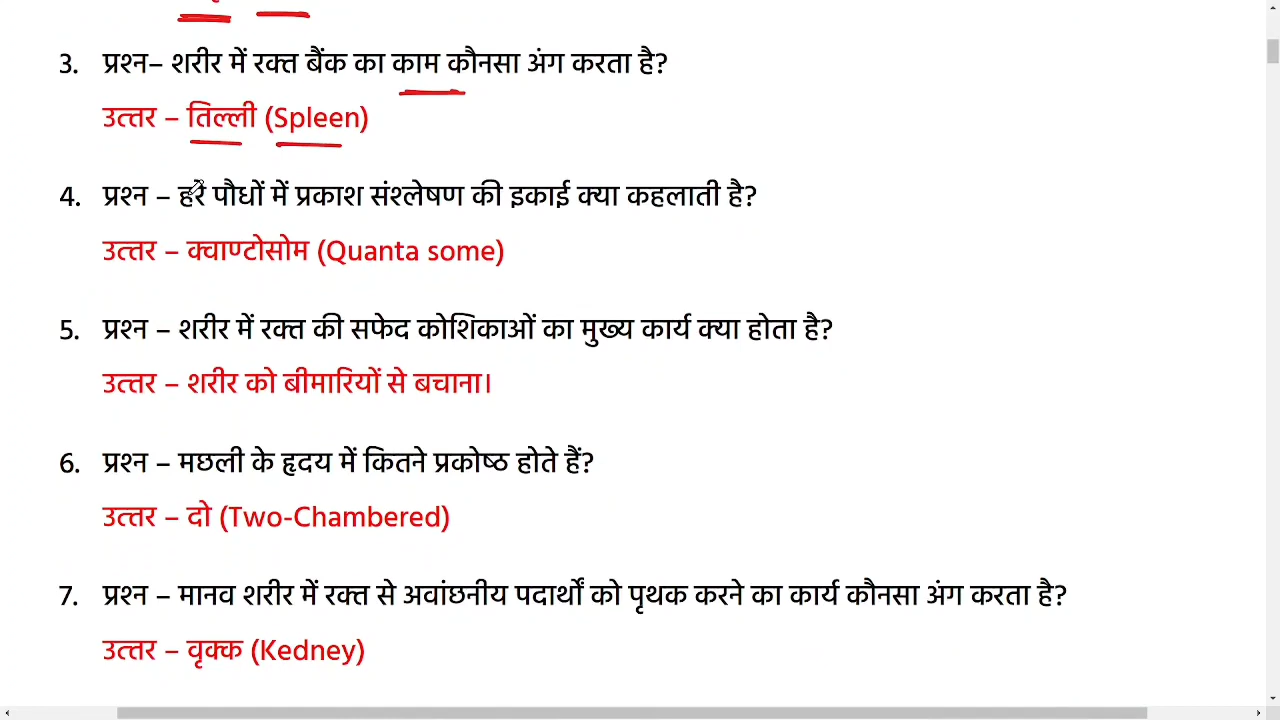 3. प्रश्न– शरीर में रक्त बैंक का काम कौनसा अंग करता है?
उत्तर – तिल्ली (Spleen)
4. प्रश्न – हरे पौधों में प्रकाश संश्लेषण की इकाई क्या कहलाती है?
उत्तर – क्वाण्टोसोम (Quanta some)
5. प्रश्न – शरीर में रक्त की सफेद कोशिकाओं का मुख्य कार्य क्या होता है?
उत्तर – शरीर को बीमारियों से बचाना।
6. प्रश्न – मछली के हृदय में कितने प्रकोष्ठ होते हैं?
उत्तर – दो (Two-Chambered)
7. प्रश्न – मानव शरीर में रक्त से अवांछनीय पदार्थों को पृथक करने का कार्य कौनसा अंग करता है?
उत्तर – वृक्क (Kedney)